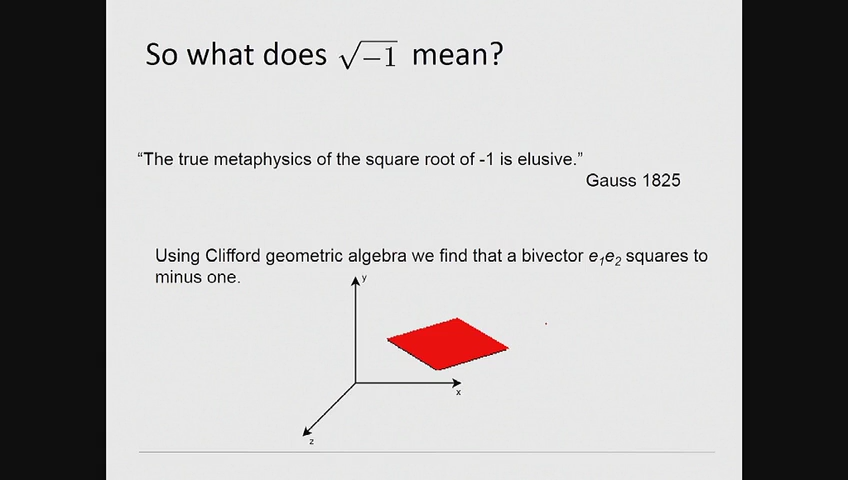 So what does √−1 mean?
“The true metaphysics of the square root of -1 is elusive.”
Gauss 1825
Using Clifford geometric algebra we find that a bivector e₁e₂ squares to
minus one.
y
x
z